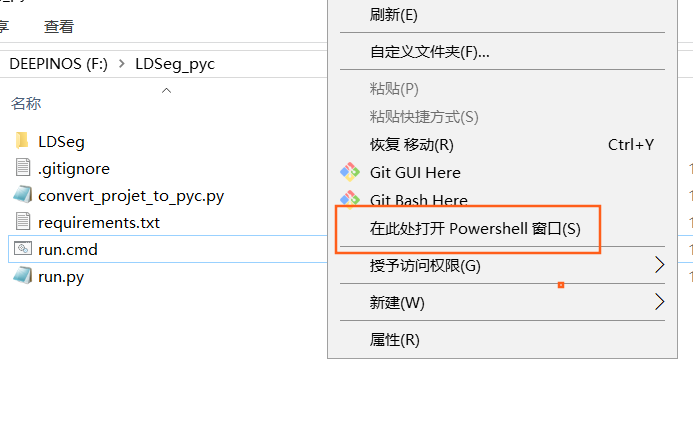 查看
DEEPINOS (F:) > LDSeg_pyc
名称
LDSeg
.gitignore
convert_projet_to_pyc.py
requirements.txt
run.cmd
run.py
刷新(E)
自定义文件夹(F)...
粘贴(P)
粘贴快捷方式(S)
恢复 移动(R) Ctrl+Y
Git GUI Here
Git Bash Here
在此处打开 Powershell 窗口(S)
授予访问权限(G)
新建(W)
属性(R)